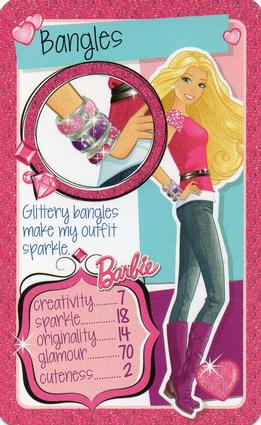 Bangles
Glittery bangles
make my outfit
sparkle.
Barbie
creativity.......7
sparkle..........18
originality......14
glamour........70
cuteness........2